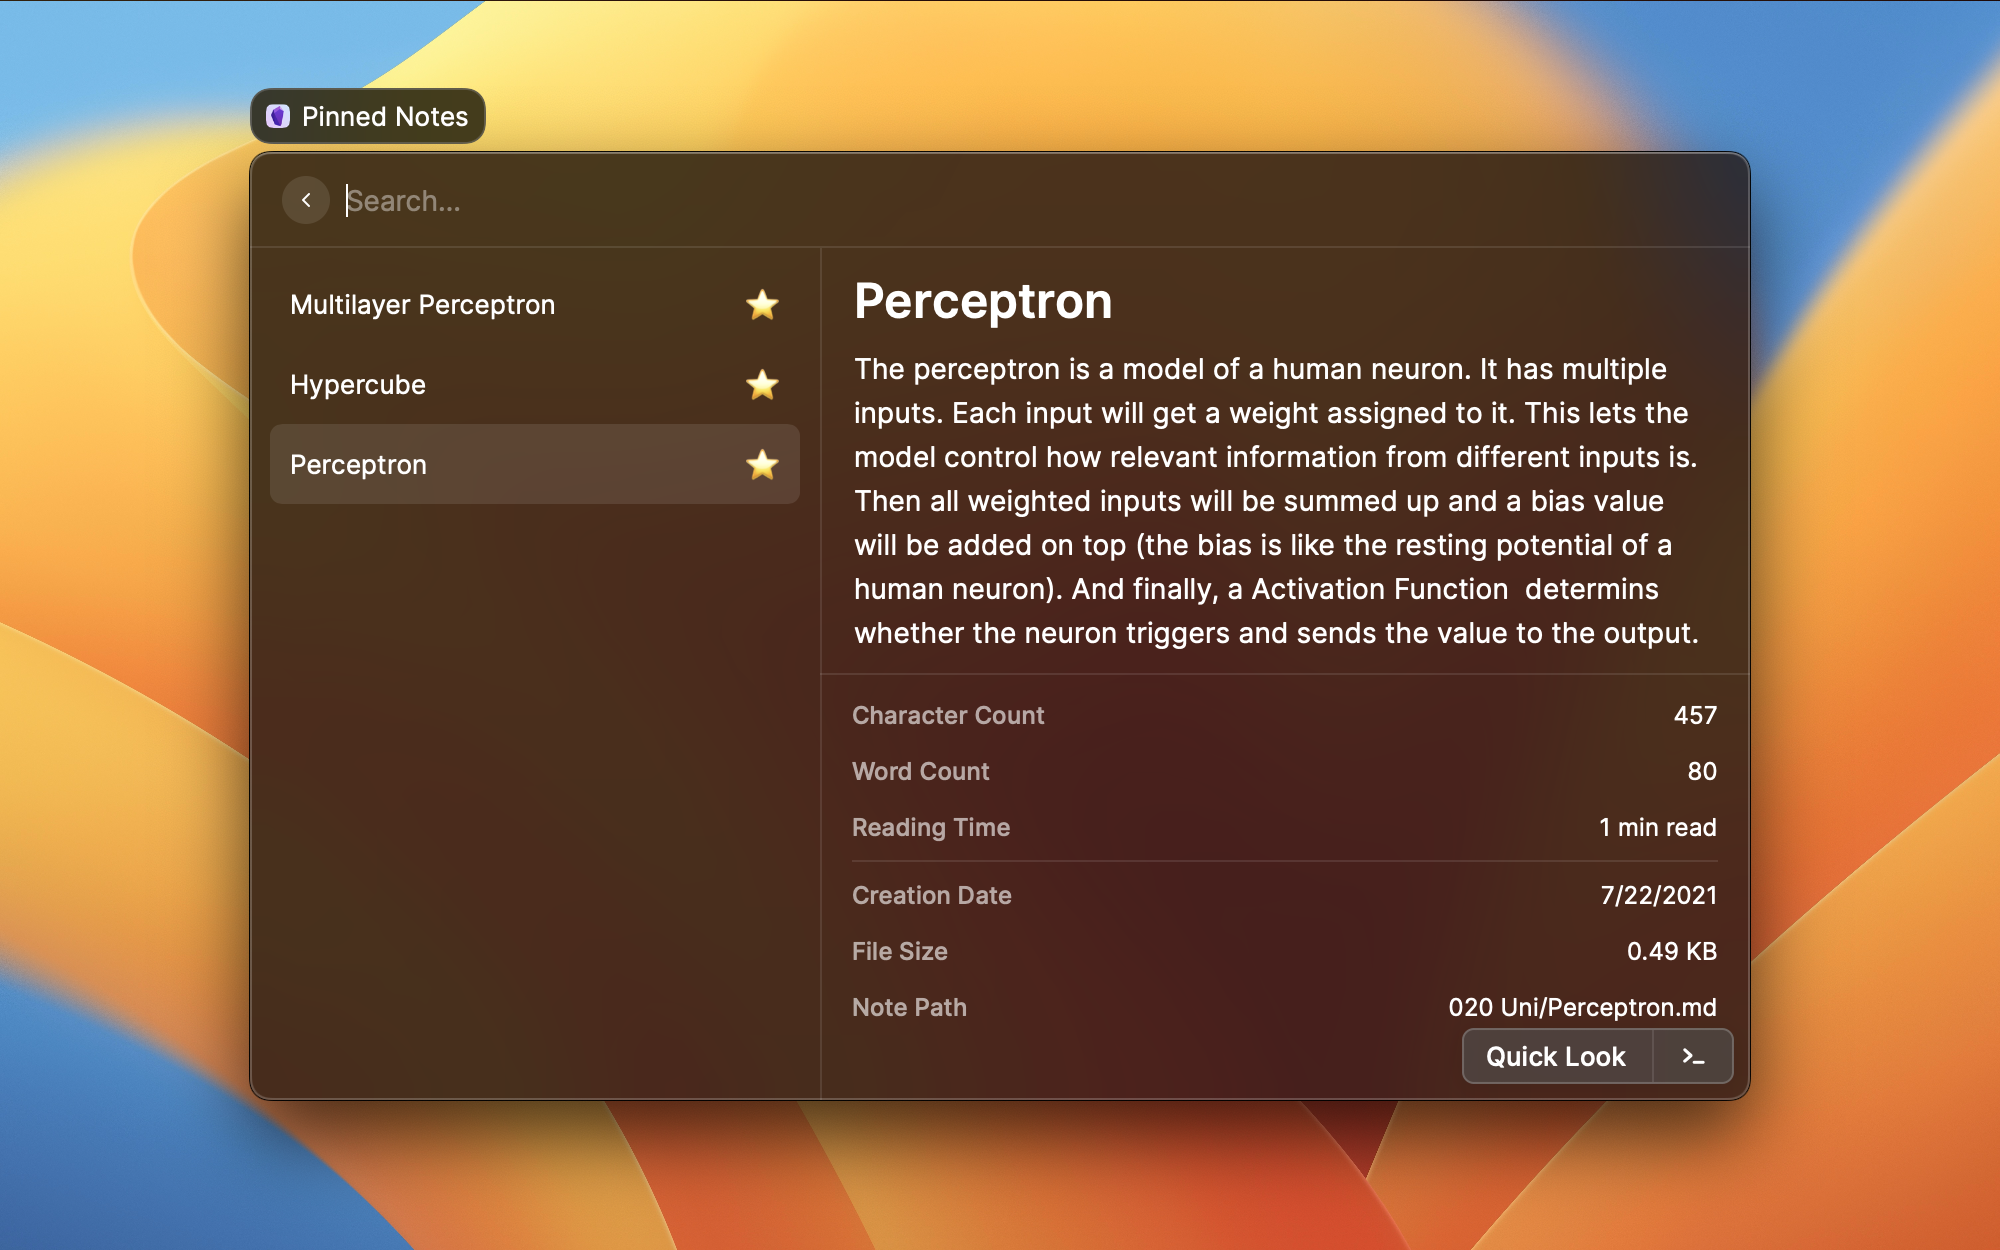 Pinned Notes
Search...
Multilayer Perceptron
Hypercube
Perceptron
Perceptron
The perceptron is a model of a human neuron. It has multiple
inputs. Each input will get a weight assigned to it. This lets the
model control how relevant information from different inputs is.
Then all weighted inputs will be summed up and a bias value
will be added on top (the bias is like the resting potential of a
human neuron). And finally, a Activation Function  determins
whether the neuron triggers and sends the value to the output.
Character Count 457
Word Count 80
Reading Time 1 min read
Creation Date 7/22/2021
File Size 0.49 KB
Note Path 020 Uni/Perceptron.md
Quick Look >_